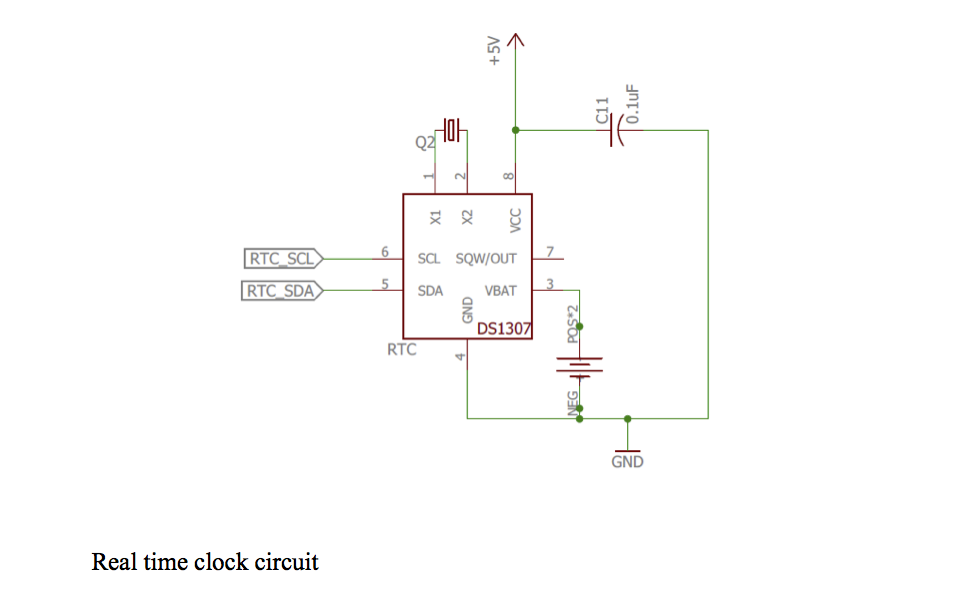 +5V
C11
0.1uF
Q2
1
2
8
X1
X2
VCC
RTC_SCL
6
SCL
SQW/OUT
7
RTC_SDA
5
SDA
VBAT
3
GND
DS1307
POS*2
RTC
4
NEG
GND
Real time clock circuit